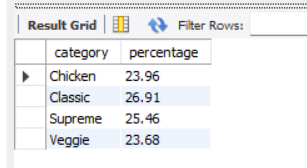 Result Grid Filter Rows:
category percentage
Chicken 23.96
Classic 26.91
Supreme 25.46
Veggie 23.68